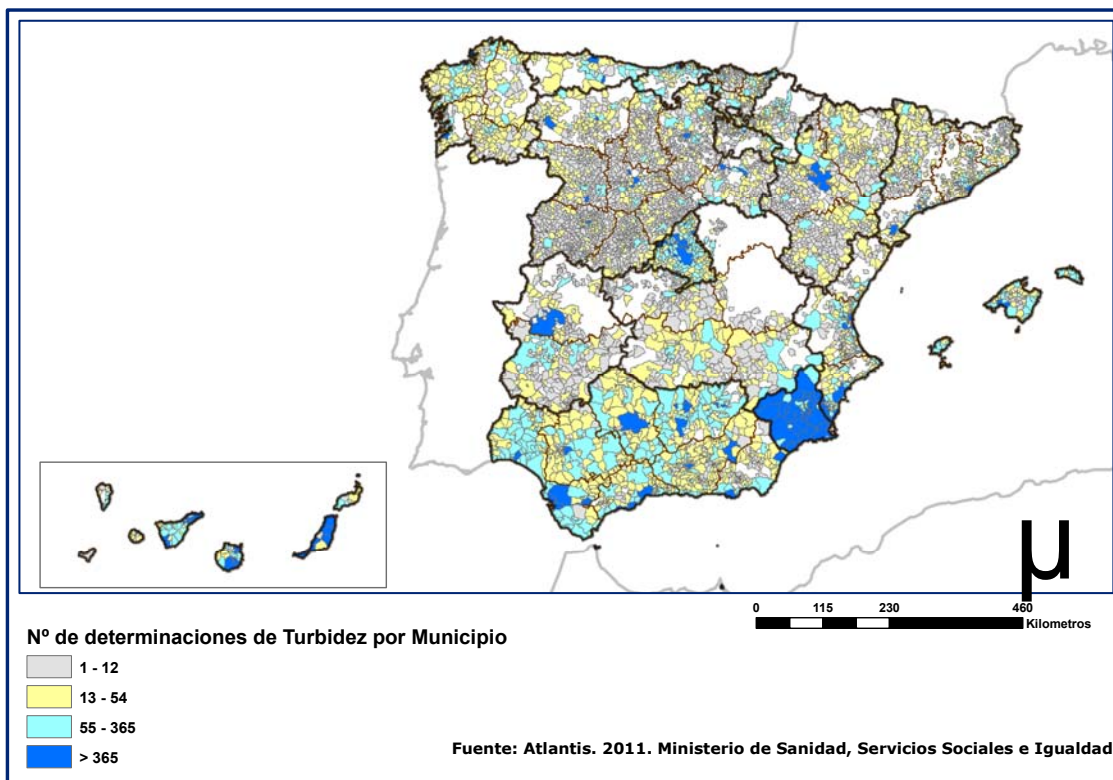 µ
0 115 230 460
Kilometros
Nº de determinaciones de Turbidez por Municipio
1 - 12
13 - 54
55 - 365
> 365
Fuente: Atlantis. 2011. Ministerio de Sanidad, Servicios Sociales e Igualdad